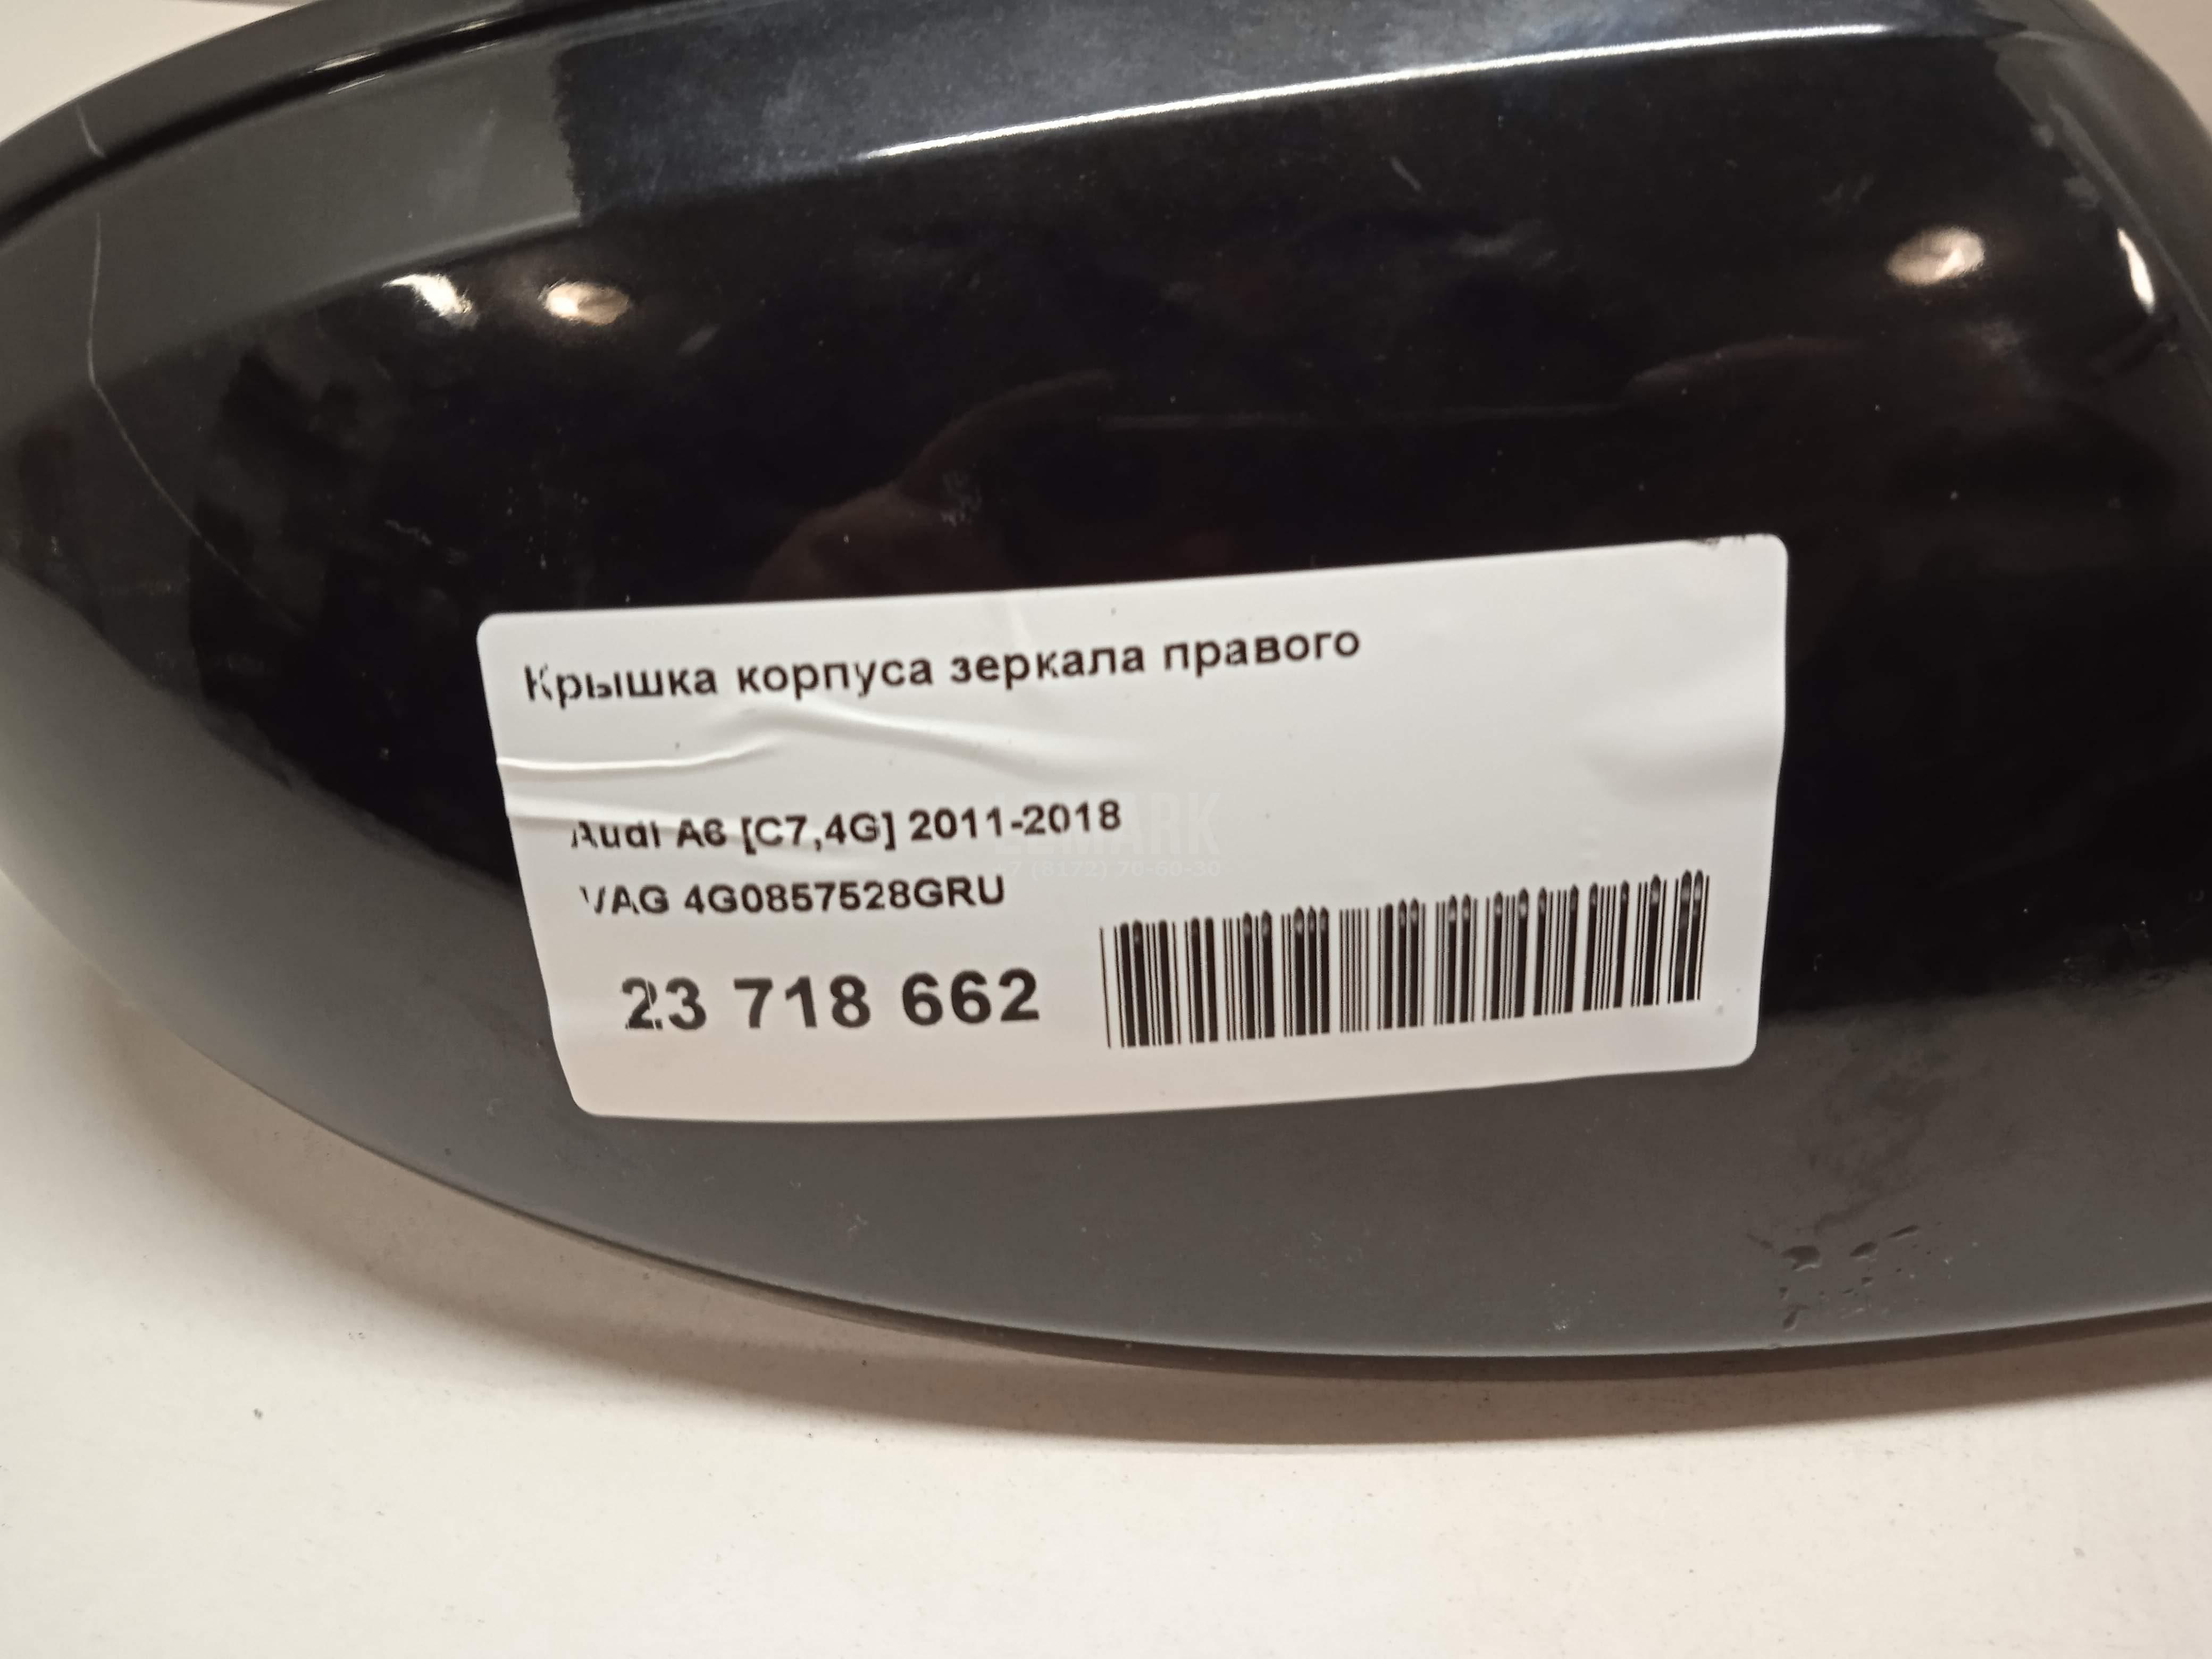 Крышка корпуса зеркала правого
Audi A6 [C7,4G] 2011-2018
VAG 4G0857528GRU
23 718 662